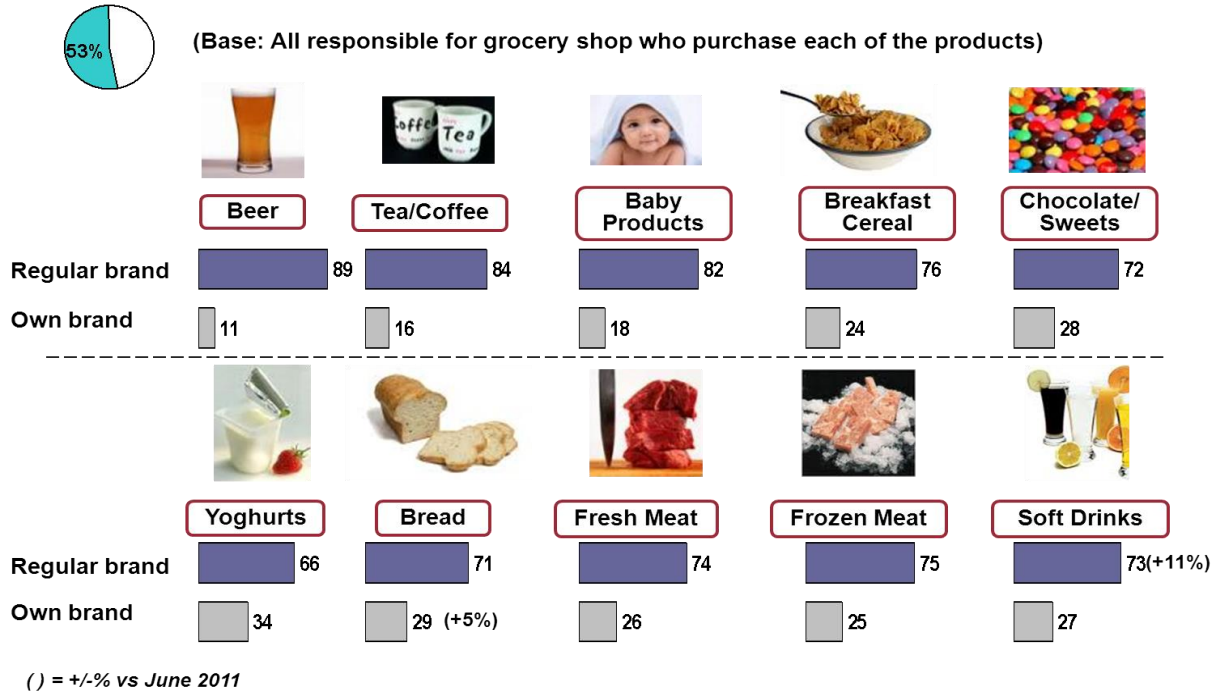 53%
(Base: All responsible for grocery shop who purchase each of the products)
Coffee
Tea
Beer
Tea/Coffee
Baby
Products
Breakfast
Cereal
Chocolate/
Sweets
Regular brand 89 84 82 76 72
Own brand 11 16 18 24 28
Yoghurts
Bread
Fresh Meat
Frozen Meat
Soft Drinks
Regular brand 66 71 74 75 73(+11%)
Own brand 34 29 (+5%) 26 25 27
( ) = +/-% vs June 2011